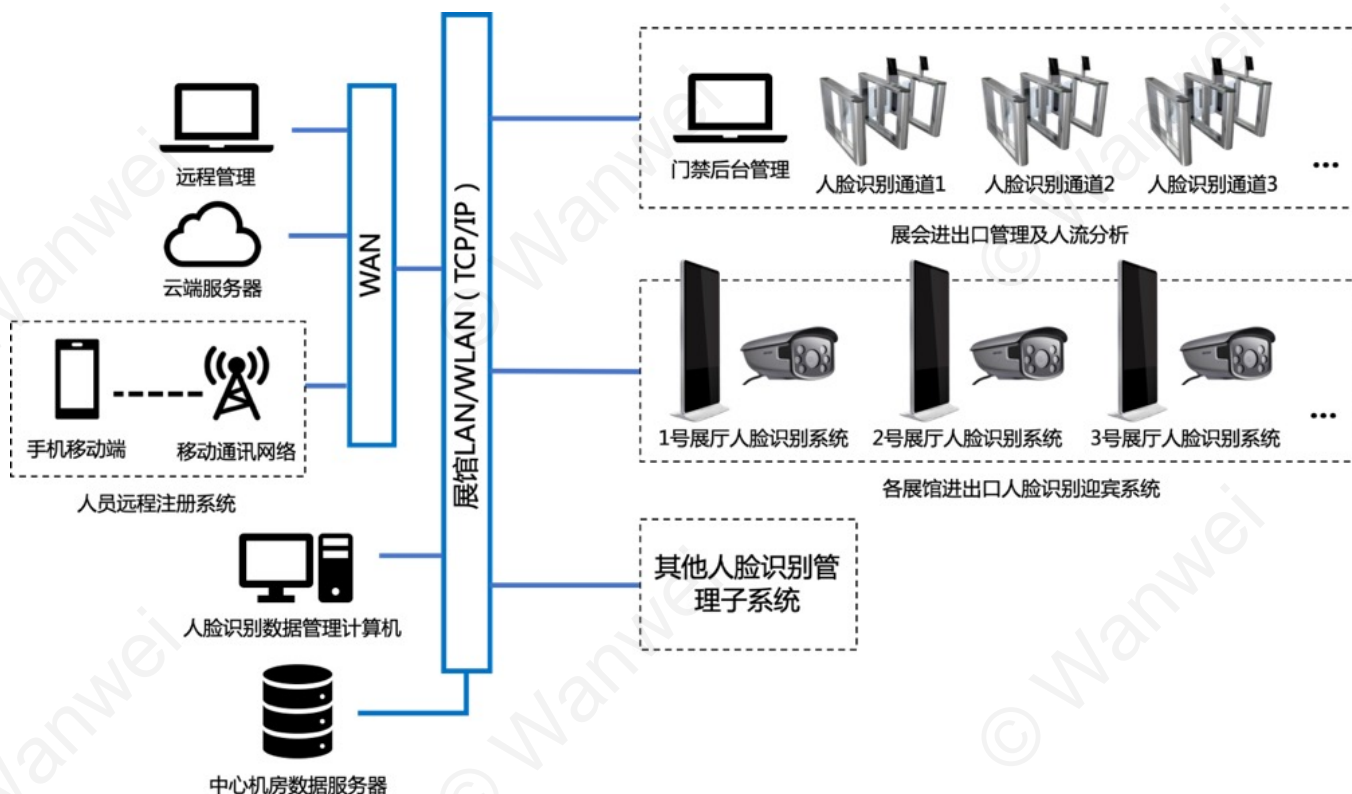 远程管理
云端服务器
手机移动端
移动通讯网络
人员远程注册系统
人脸识别数据管理计算机
中心机房数据服务器
WAN
展馆LAN/WLAN（TCP/IP）
门禁后台管理
人脸识别通道1
人脸识别通道2
人脸识别通道3
...
展会进出口管理及人流分析
1号展厅人脸识别系统
2号展厅人脸识别系统
3号展厅人脸识别系统
...
各展馆进出口人脸识别迎宾系统
其他人脸识别管
理子系统
© Wanwei
© Wanwei
© Wanwei
© Wanwei
© Wanwei
Wanwei
Wanwei